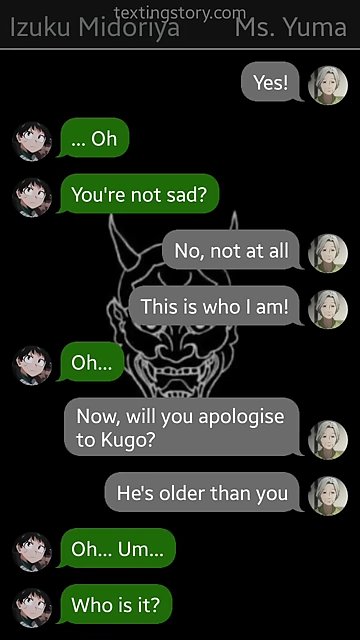 textingstory.com
Izuku Midoriya
Ms. Yuma
Yes!
... Oh
You're not sad?
No, not at all
This is who I am!
Oh...
Now, will you apologise
to Kugo?
He's older than you
Oh... Um...
Who is it?